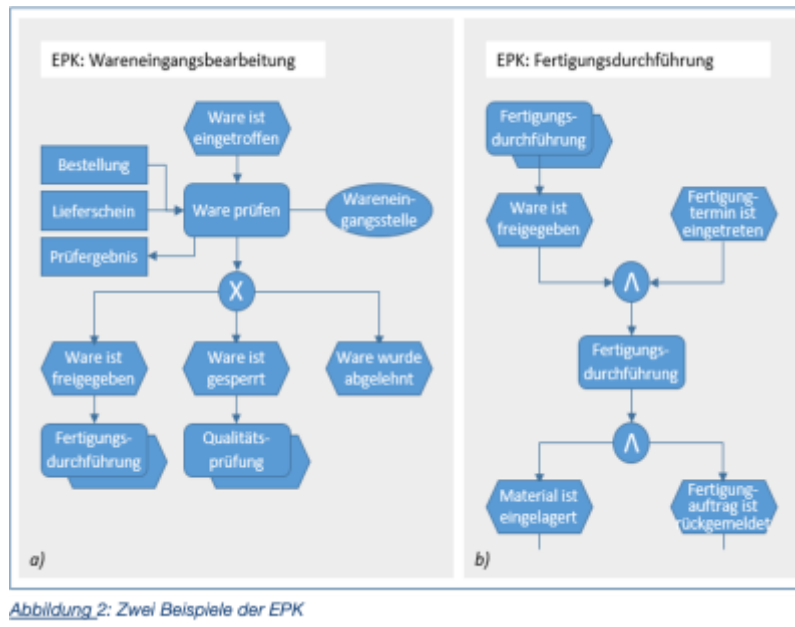 EPK: Wareneingangsbearbeitung
Ware ist
eingetroffen
Bestellung
Lieferschein
Prüfergebnis
Ware prüfen
Warenein-
gangsstelle
X
Ware ist
freigegeben
Ware ist
gesperrt
Ware wurde
abgelehnt
Fertigungs-
durchführung
Qualitäts-
prüfung
a)
EPK: Fertigungsdurchführung
Fertigungs-
durchführung
Ware ist
freigegeben
Fertigung-
termin ist
eingetreten
Λ
Fertigungs-
durchführung
Λ
Material ist
eingelagert
Fertigung-
auftrag ist
rückgemeldet
b)
Abbildung 2: Zwei Beispiele der EPK